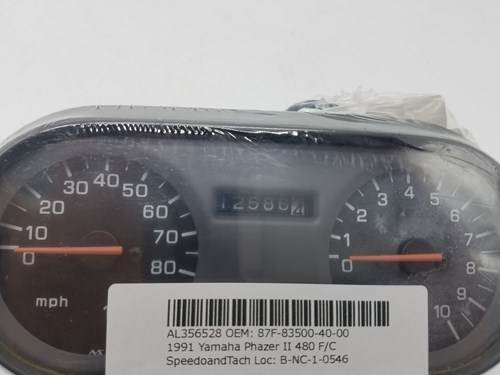 30 40 50
20 60
10 70
0 80
mph
12686
0 1 2 3 4 5 6 7 8 9 10
AL356528 OEM: 87F-83500-40-00
1991 Yamaha Phazer II 480 F/C
SpeedoandTach Loc: B-NC-1-0546